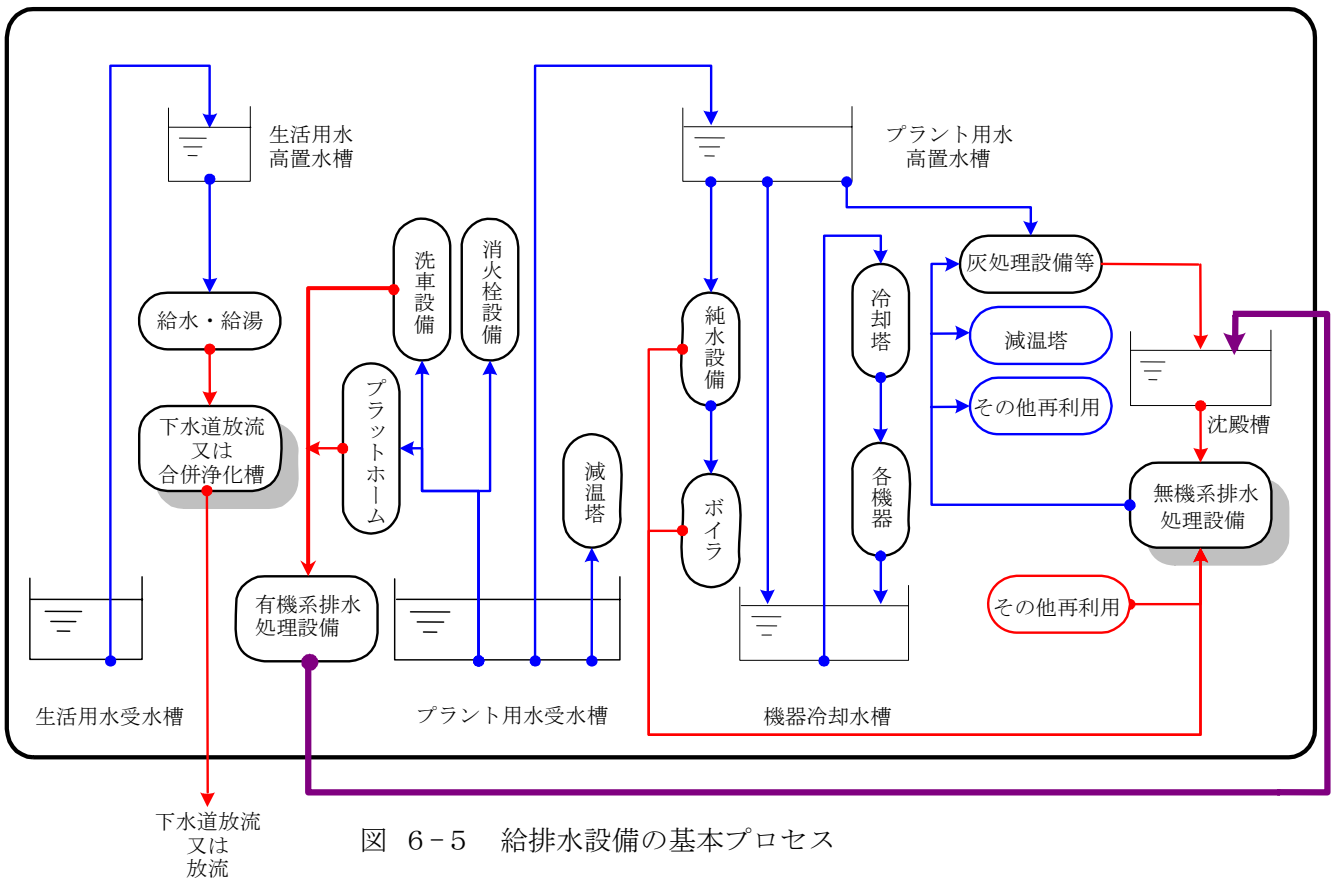 生活用水
高置水槽
プラント用水
高置水槽
洗車設備
消火栓設備
灰処理設備等
冷却塔
給水・給湯
純水設備
減温塔
プラットホーム
その他再利用
下水道放流
又は
合併浄化槽
沈殿槽
減温塔
各機器
ボイラ
無機系排水
処理設備
有機系排水
処理設備
その他再利用
生活用水受水槽
プラント用水受水槽
機器冷却水槽
下水道放流
又は
放流
図 6-5 給排水設備の基本プロセス